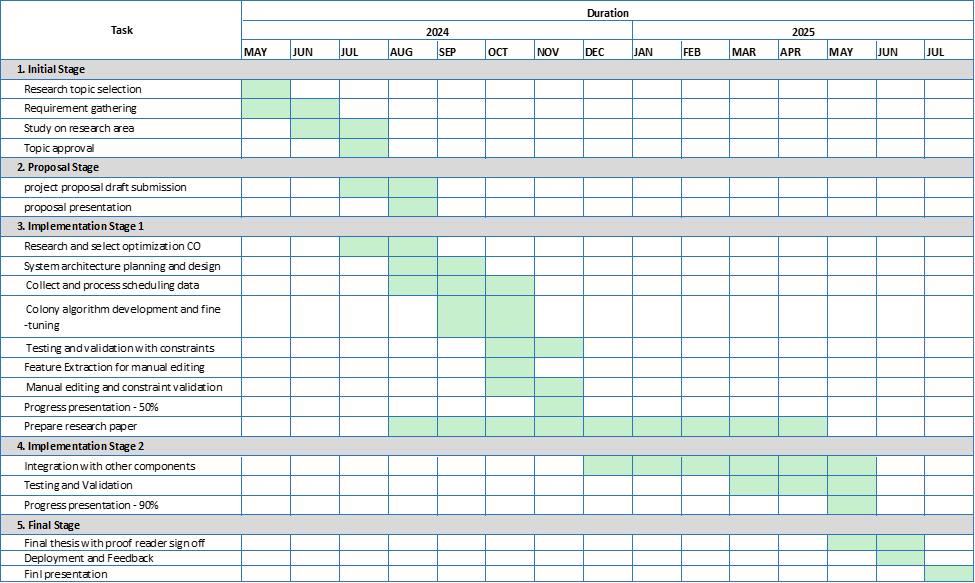 Task
Duration
2024
2025
MAY JUN JUL AUG SEP OCT NOV DEC JAN FEB MAR APR MAY JUN JUL
1. Initial Stage
Research topic selection
Requirement gathering
Study on research area
Topic approval
2. Proposal Stage
project proposal draft submission
proposal presentation
3. Implementation Stage 1
Research and select optimization CO
System architecture planning and design
Collect and process scheduling data
Colony algorithm development and fine
-tuning
Testing and validation with constraints
Feature Extraction for manual editing
Manual editing and constraint validation
Progress presentation - 50%
Prepare research paper
4. Implementation Stage 2
Integration with other components
Testing and Validation
Progress presentation - 90%
5. Final Stage
Final thesis with proof reader sign off
Deployment and Feedback
Finl presentation